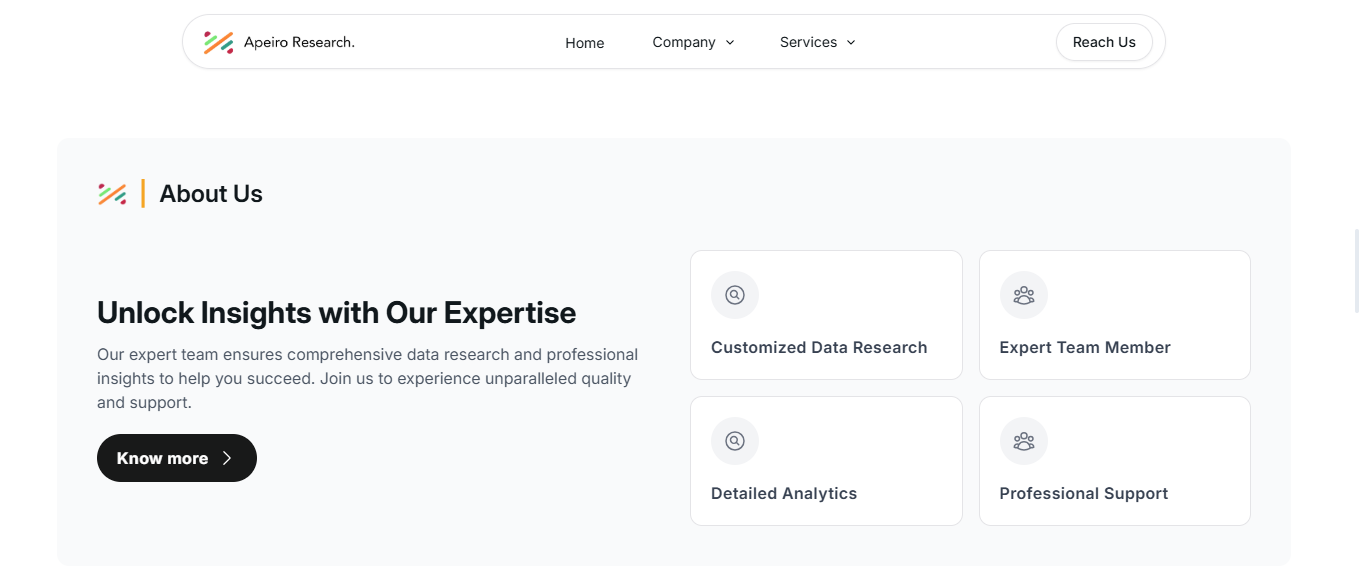 Apeiro Research.
Home
Company
Services
Reach Us
About Us
Unlock Insights with Our Expertise
Our expert team ensures comprehensive data research and professional
insights to help you succeed. Join us to experience unparalleled quality
and support.
Know more
Customized Data Research
Expert Team Member
Detailed Analytics
Professional Support